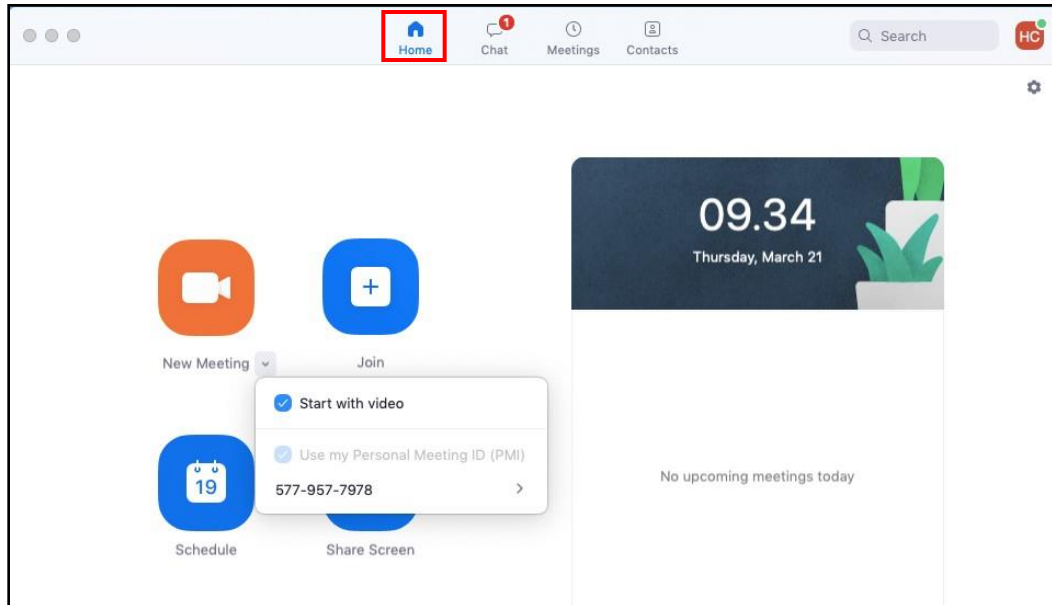 1
Home Chat Meetings Contacts
Search
HC
09.34
Thursday, March 21
New Meeting Join
Start with video
Use my Personal Meeting ID (PMI)
577-957-7978
19
No upcoming meetings today
Schedule Share Screen